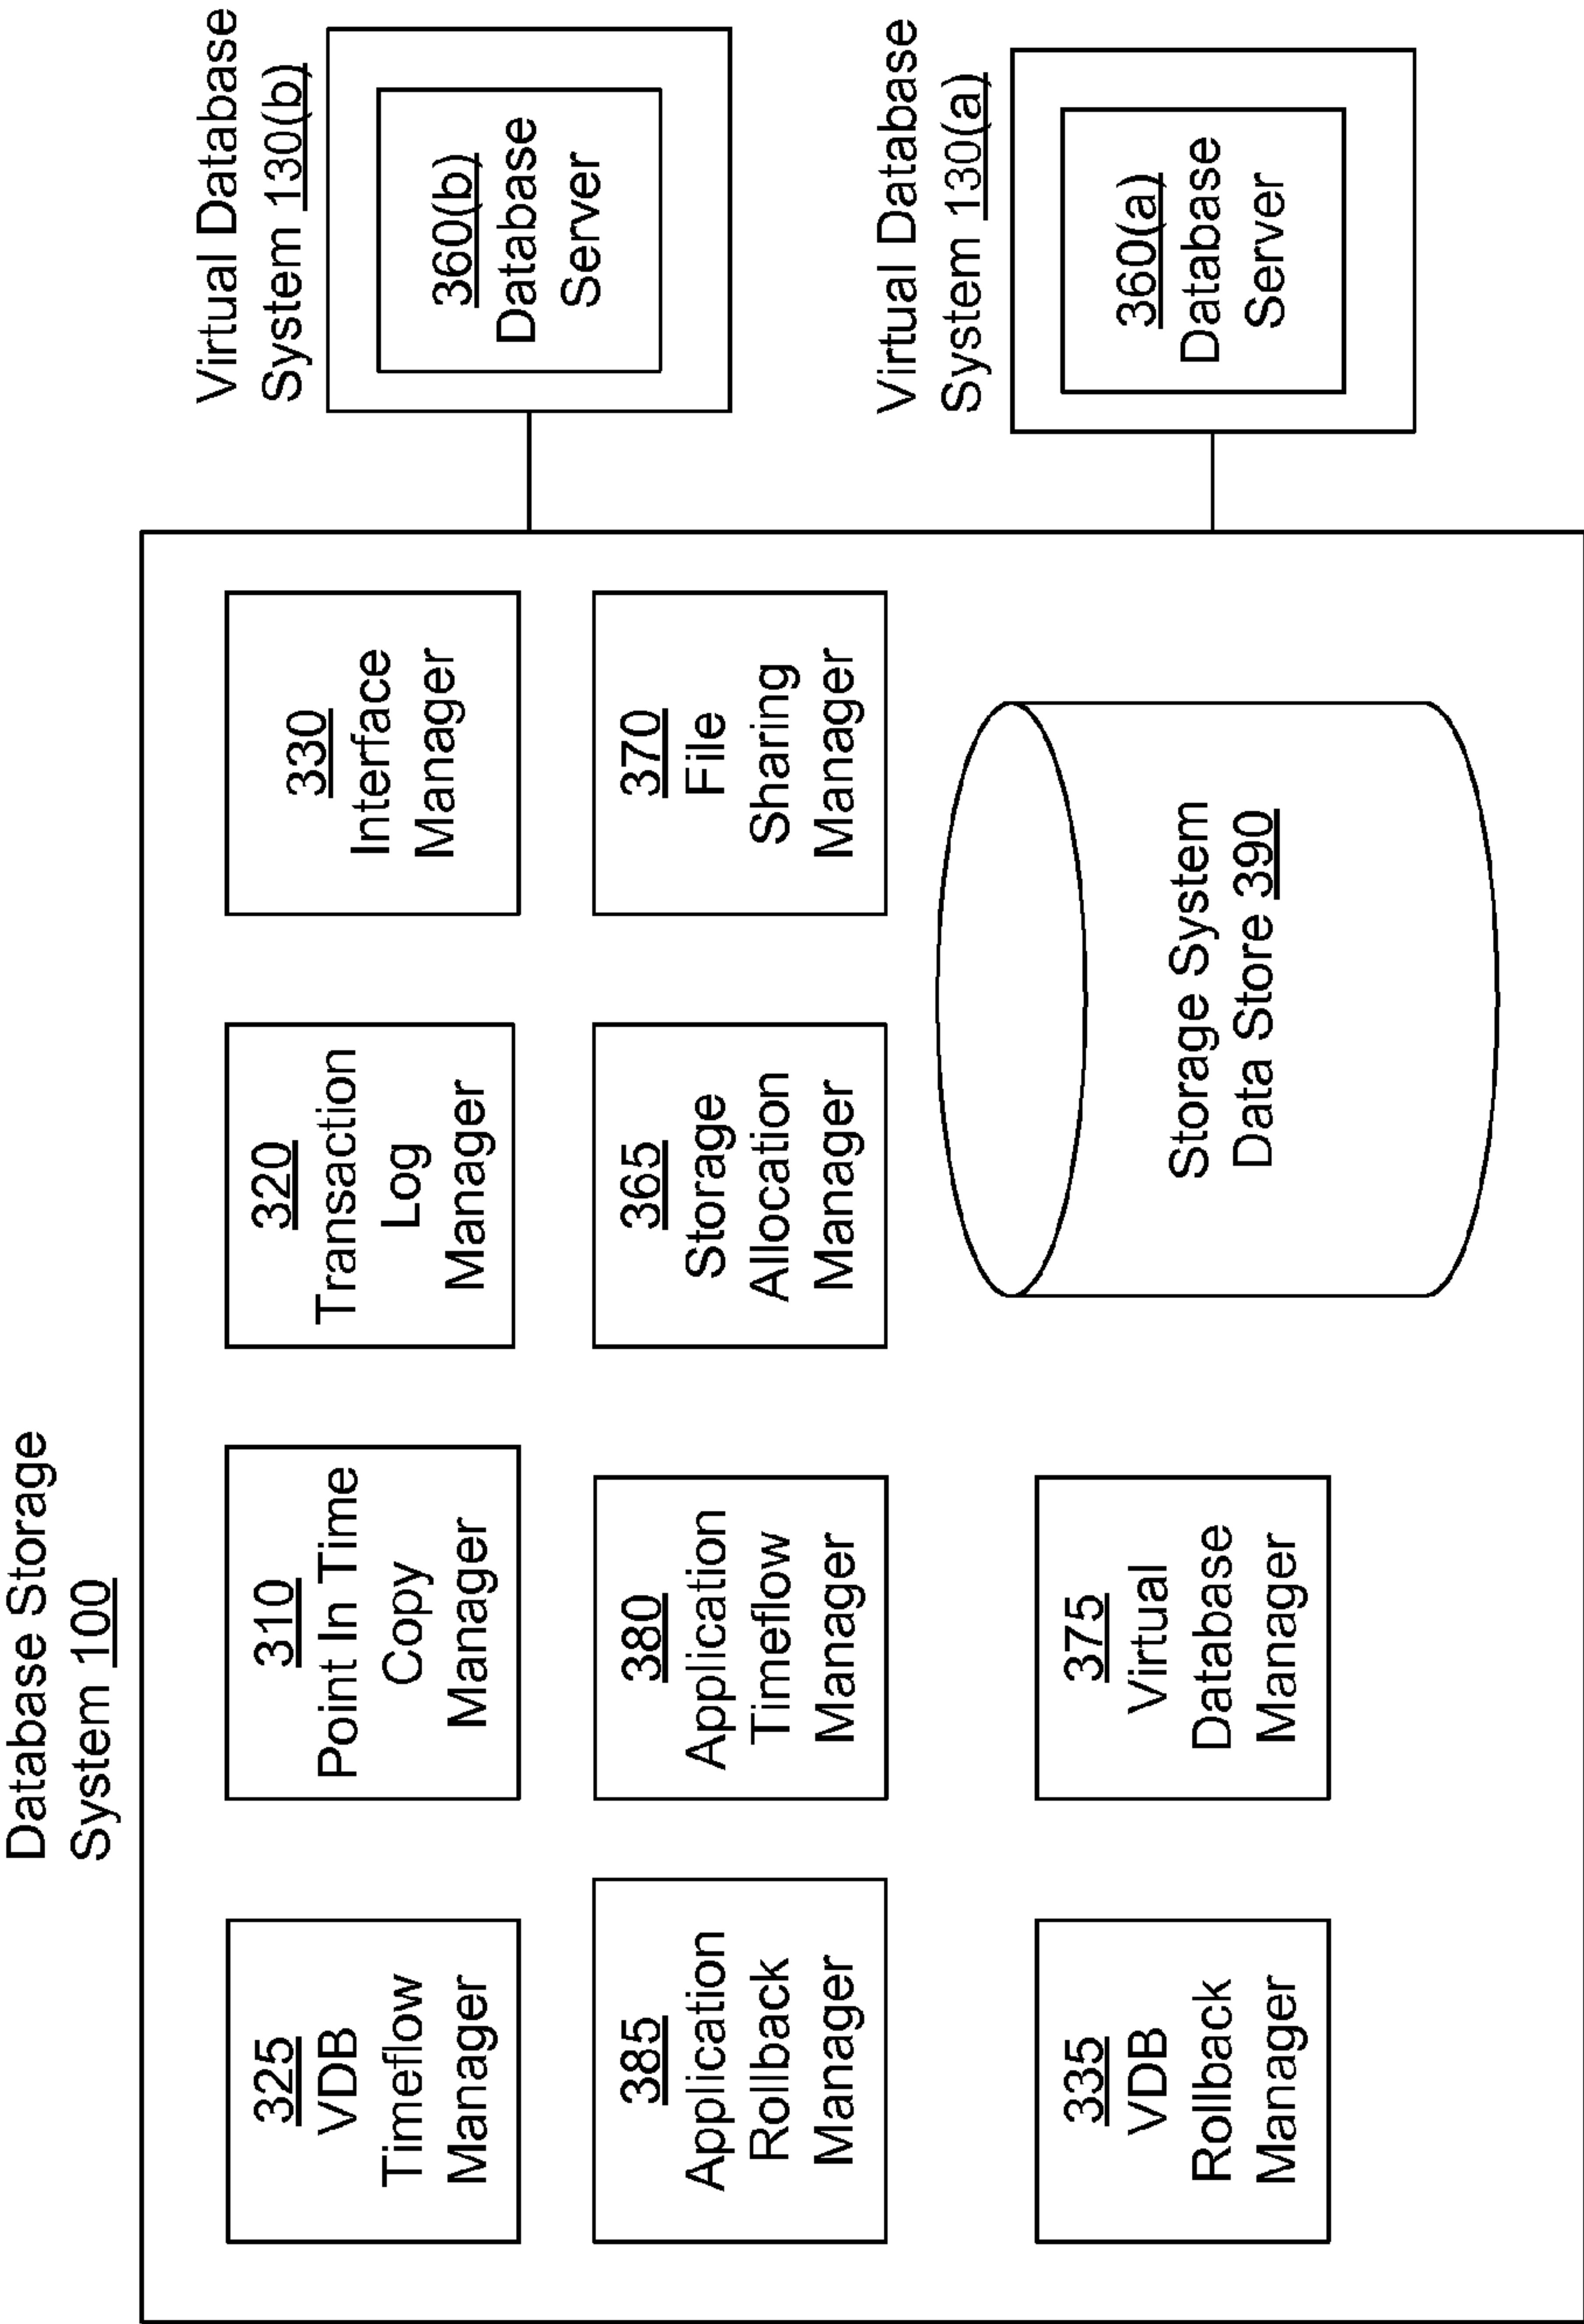 Database Storage
System 100
325
VDB
Timeflow
Manager
310
Point In Time
Copy
Manager
320
Transaction
Log
Manager
330
Interface
Manager
385
Application
Rollback
Manager
380
Application
Timeflow
Manager
365
Storage
Allocation
Manager
370
File
Sharing
Manager
335
VDB
Rollback
Manager
375
Virtual
Database
Manager
Storage System
Data Store 390
Virtual Database
System 130(b)
360(b)
Database
Server
Virtual Database
System 130(a)
360(a)
Database
Server